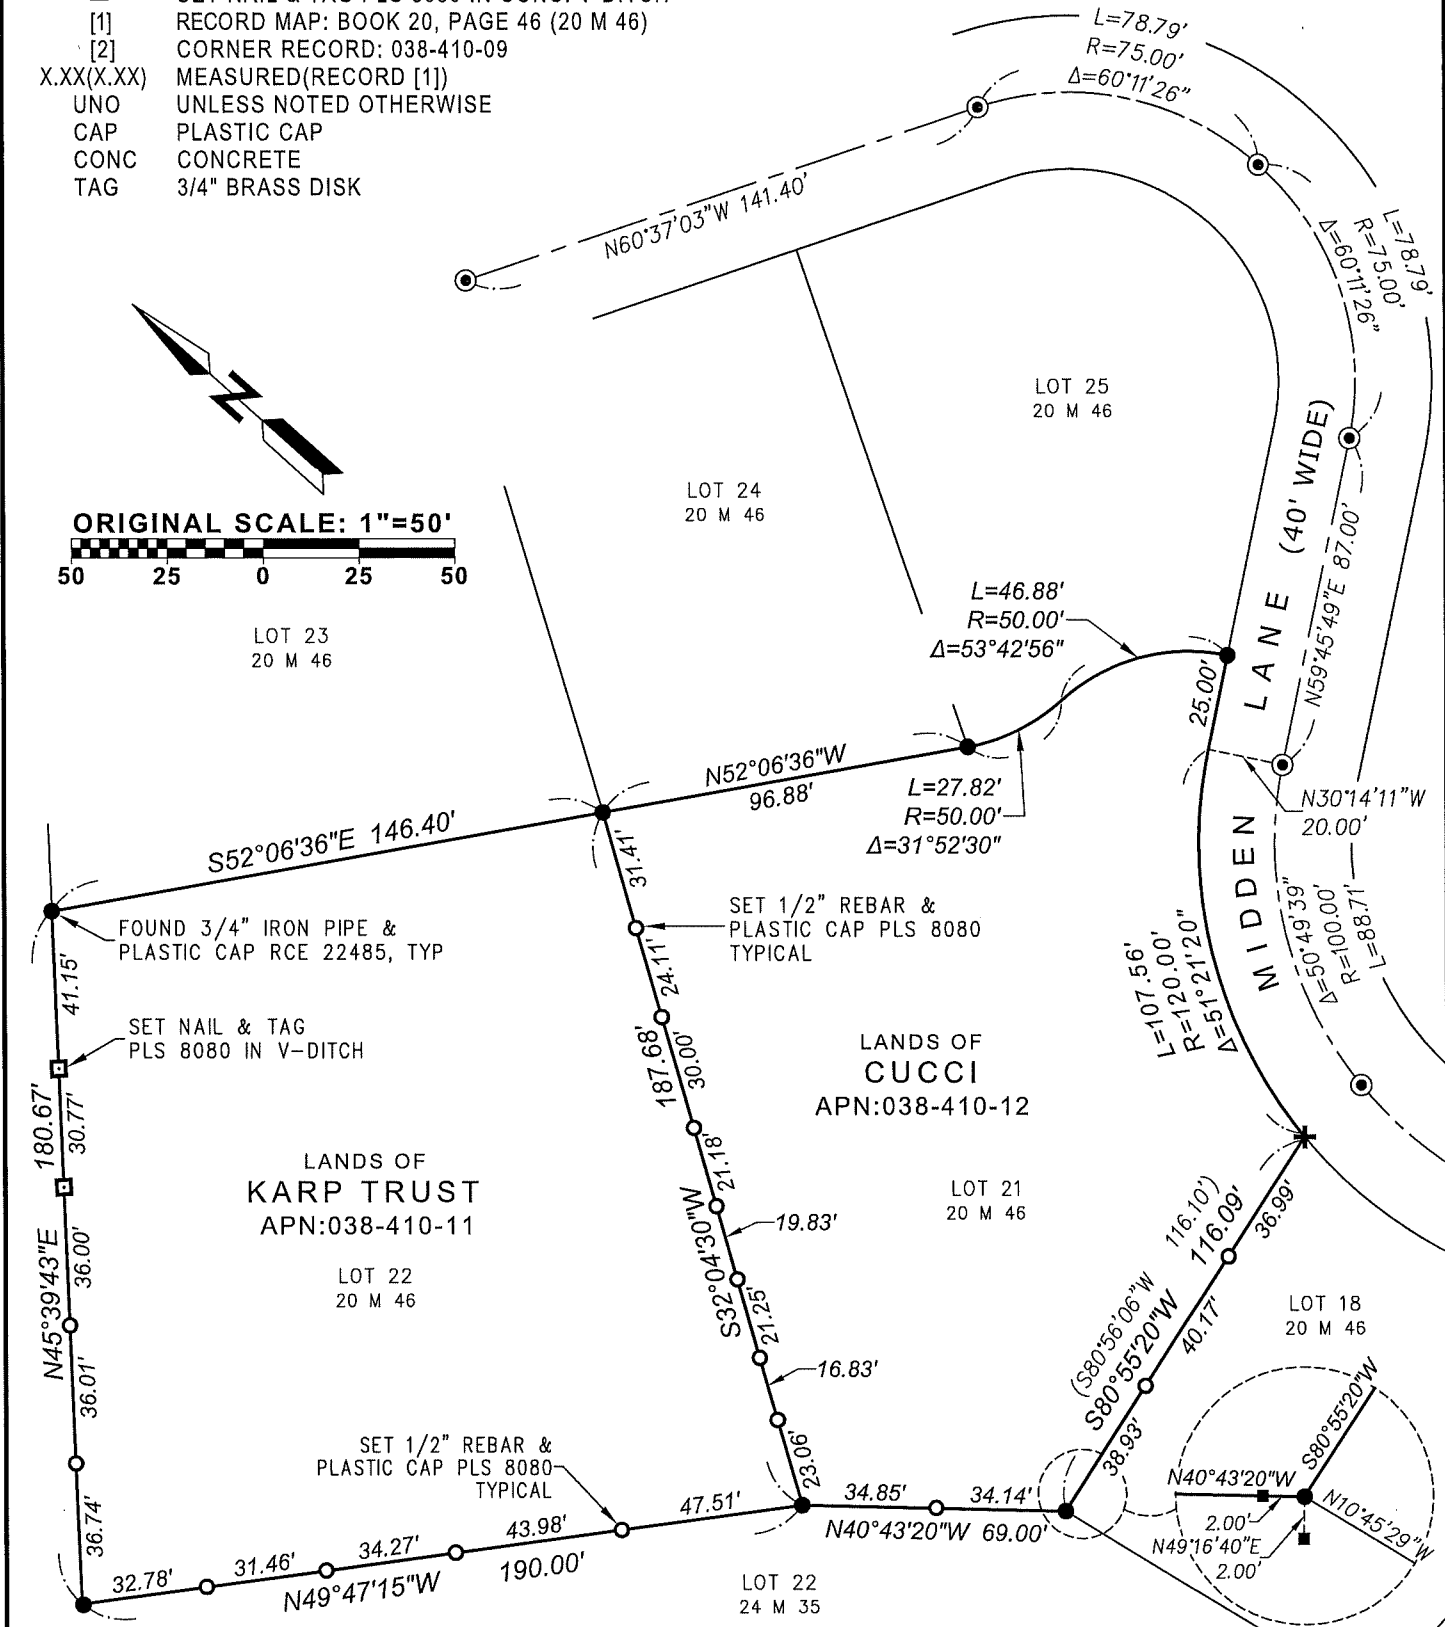 [1] RECORD MAP: BOOK 20, PAGE 46 (20 M 46)
[2] CORNER RECORD: 038-410-09
X.XX(X.XX) MEASURED(RECORD [1])
UNO UNLESS NOTED OTHERWISE
CAP PLASTIC CAP
CONC CONCRETE
TAG 3/4" BRASS DISK
L=78.79'
R=75.00'
Δ=60°11'26"
N60°37'03"W 141.40'
L=78.79'
R=75.00'
Δ=60°11'26"
LOT 25
20 M 46
LOT 24
20 M 46
Z
ORIGINAL SCALE: 1"=50'
50 25 0 25 50
LOT 23
20 M 46
MIDDEN LANE (40' WIDE)
N59°45'49"E 87.00'
L=46.88'
R=50.00'
Δ=53°42'56"
25.00'
N52°06'36"W
96.88'
L=27.82'
R=50.00'
Δ=31°52'30"
N30°14'11"W
20.00'
S52°06'36"E 146.40'
31.41'
SET 1/2" REBAR &
PLASTIC CAP PLS 8080
TYPICAL
FOUND 3/4" IRON PIPE &
PLASTIC CAP RCE 22485, TYP
Δ=50°49'39"
R=100.00'
L=88.71'
L=107.56'
R=120.00'
Δ=51°21'20"
41.15'
24.11'
SET NAIL & TAG
PLS 8080 IN V-DITCH
187.68'
30.00'
LANDS OF
CUCCI
APN:038-410-12
180.67'
30.77'
21.18'
LANDS OF
KARP TRUST
APN:038-410-11
LOT 21
20 M 46
19.83'
S32°04'30"W
36.00'
N45°39'43"E
LOT 22
20 M 46
21.25'
16.83'
116.10')
116.09'
36.99'
(S80°56'06"W
S80°55'20"W
40.17'
LOT 18
20 M 46
36.01'
SET 1/2" REBAR &
PLASTIC CAP PLS 8080
TYPICAL
23.06'
38.93'
S80°55'20"W
N40°43'20"W
N10°45'29"W
2.00'
N49°16'40"E
2.00'
36.74'
32.78'
31.46'
34.27'
43.98'
47.51'
34.85'
34.14'
N40°43'20"W 69.00'
N49°47'15"W
190.00'
LOT 22
24 M 35